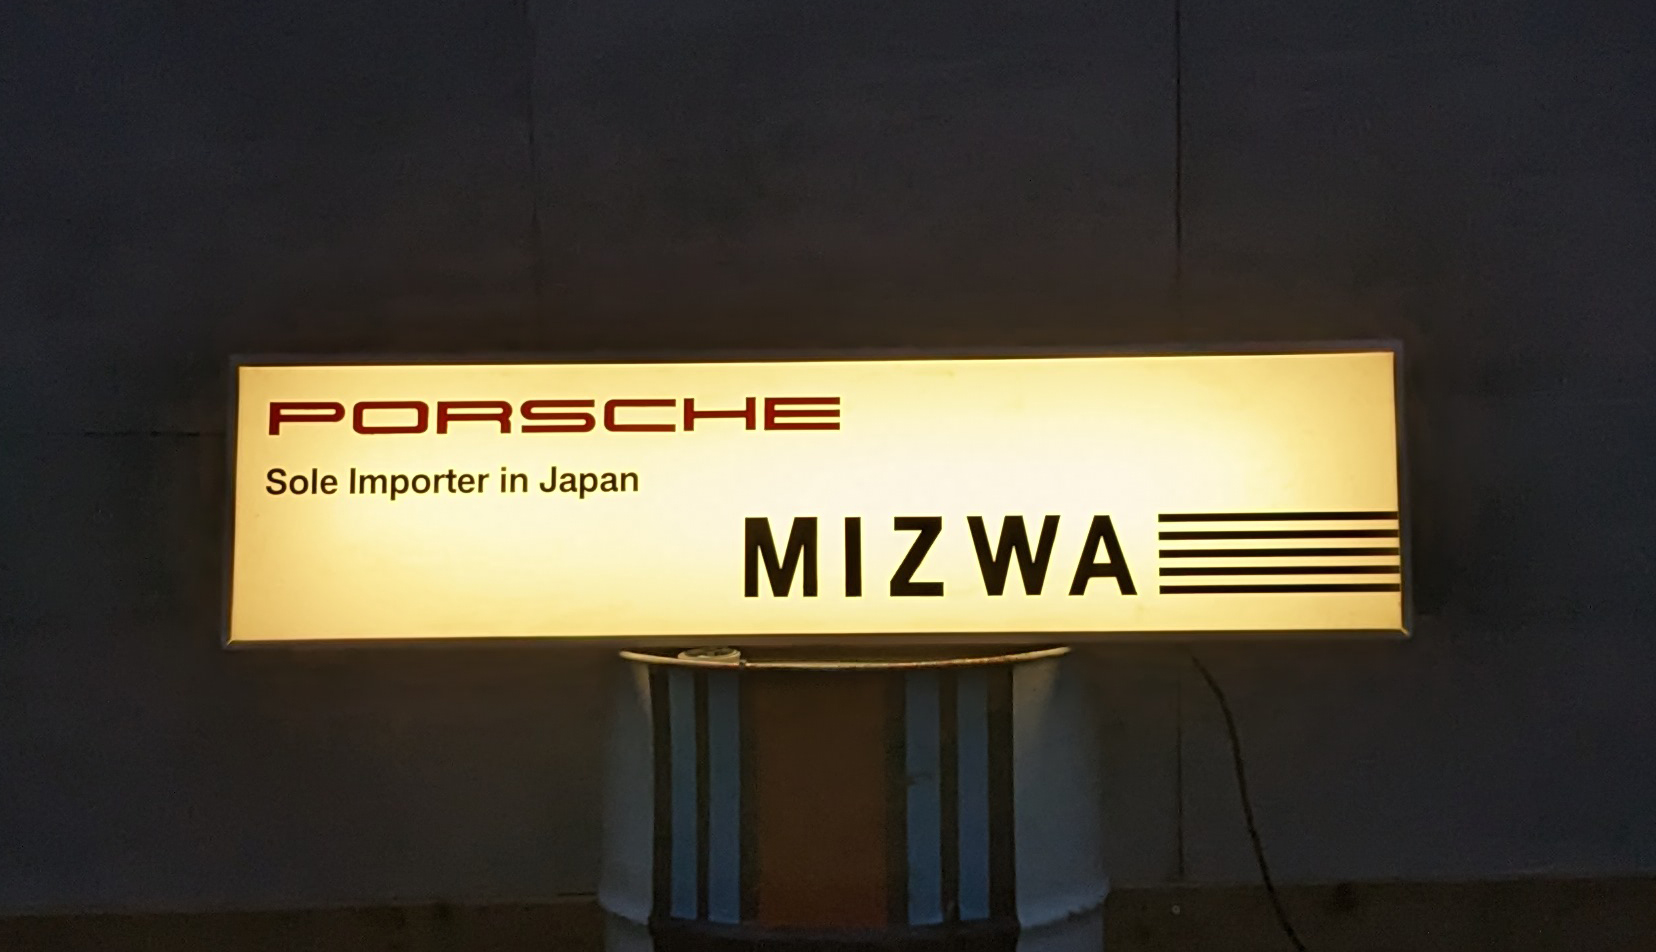 PORSCHE
Sole Importer in Japan
MIZWA